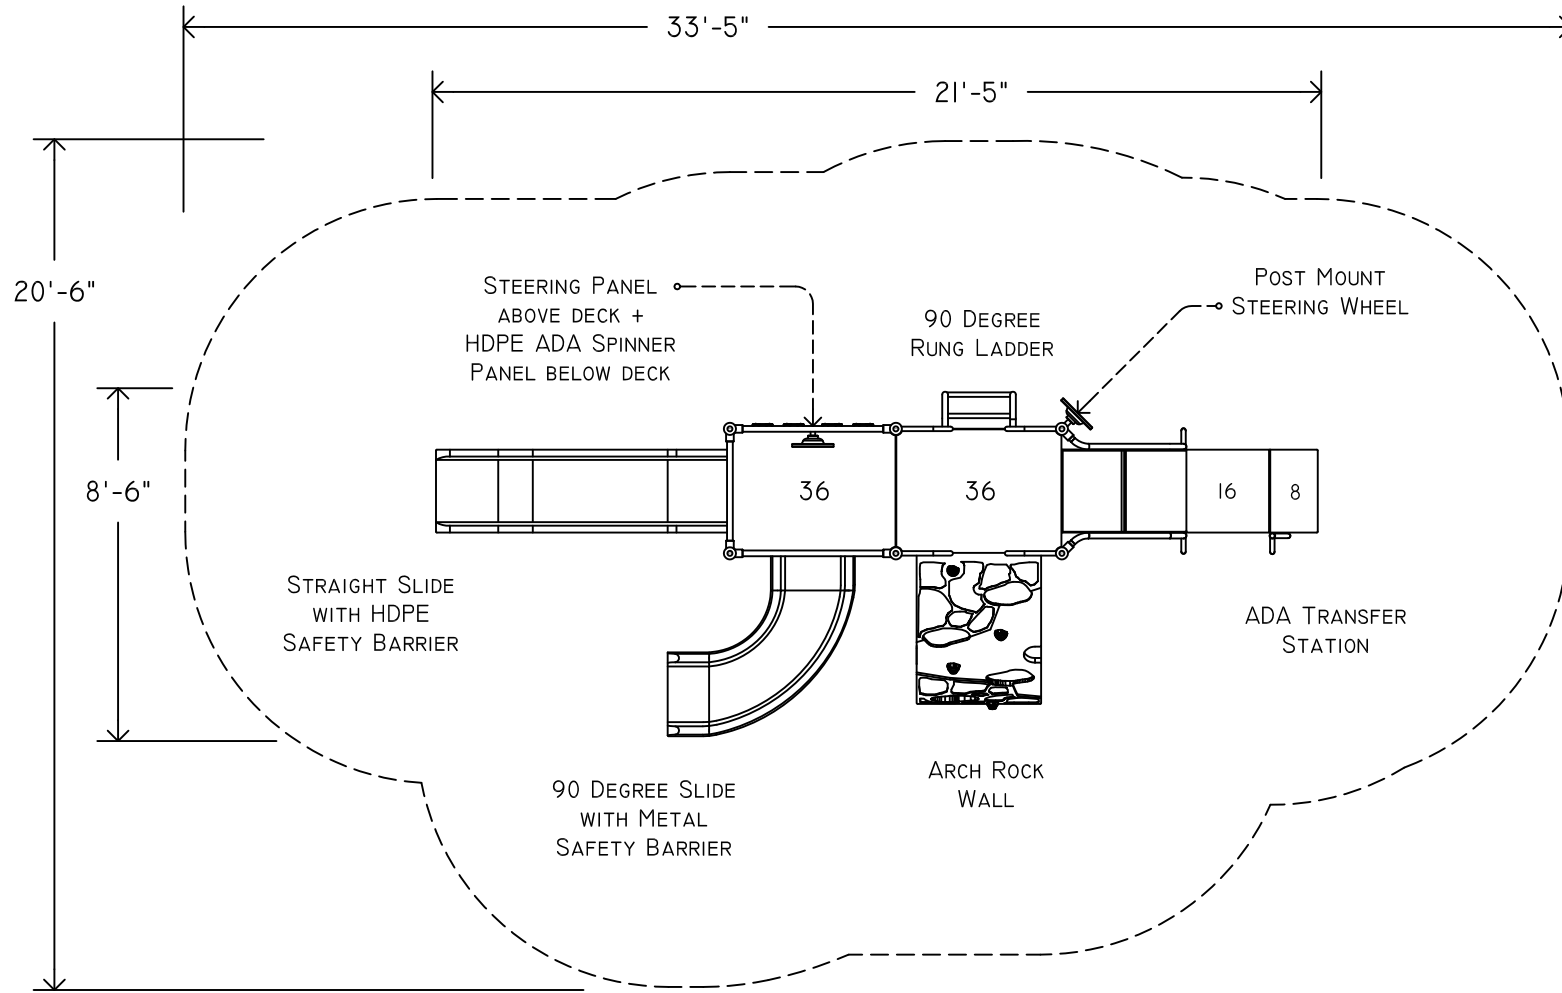 33'-5"
21'-5"
20'-6"
8'-6"
Steering Panel
above deck +
HDPE ADA Spinner
Panel below deck
90 Degree
Rung Ladder
Post Mount
Steering Wheel
36
36
16
8
Straight Slide
with HDPE
Safety Barrier
ADA Transfer
Station
90 Degree Slide
with Metal
Safety Barrier
Arch Rock
Wall